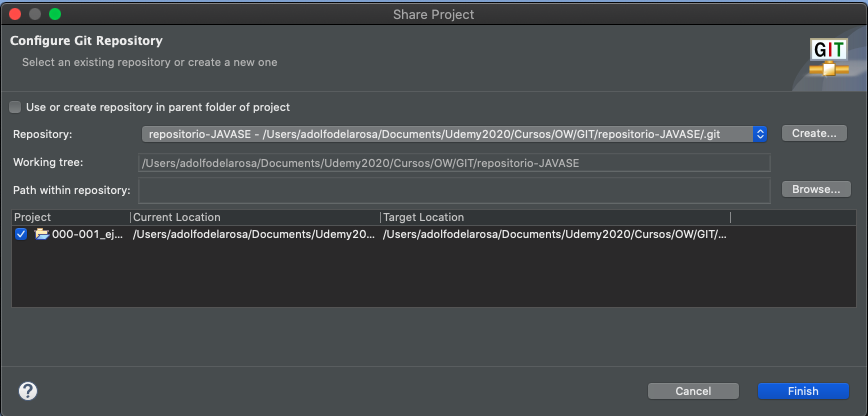 Share Project
Configure Git Repository
Select an existing repository or create a new one
GIT
Use or create repository in parent folder of project
Repository: repositorio-JAVASE - /Users/adolfodelarosa/Documents/Udemy2020/Cursos/OW/GIT/repositorio-JAVASE/.git Create...
Working tree: /Users/adolfodelarosa/Documents/Udemy2020/Cursos/OW/GIT/repositorio-JAVASE
Path within repository: Browse...
Project Current Location Target Location
000-001_ej... /Users/adolfodelarosa/Documents/Udemy20... /Users/adolfodelarosa/Documents/Udemy2020/Cursos/OW/GIT/...
? Cancel Finish